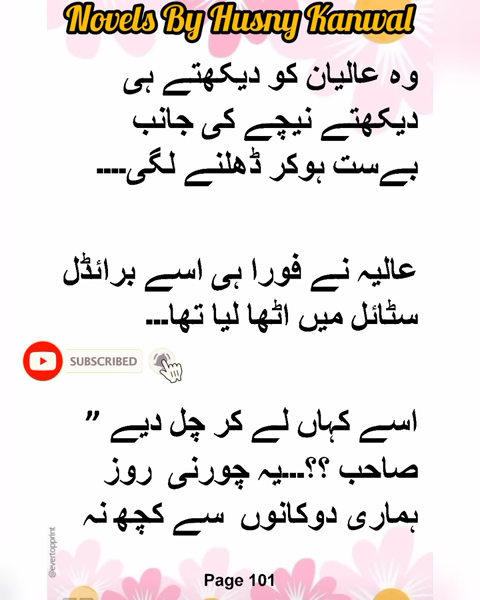 Novels By Husny Kanwal
وہ عالیان کو دیکھتے ہی
دیکھتے نیچے کی جانب
بےست ہوکر ڈھلنے لگی....
عالیہ نے فورا ہی اسے برائڈل
سٹائل میں اٹھا لیا تھا...
SUBSCRIBED
اسے کہاں لے کر چل دیے ”
صاحب ؟؟...یہ چورنی روز
ہماری دوکانوں سے کچھ نہ
@evertopprint
Page 101